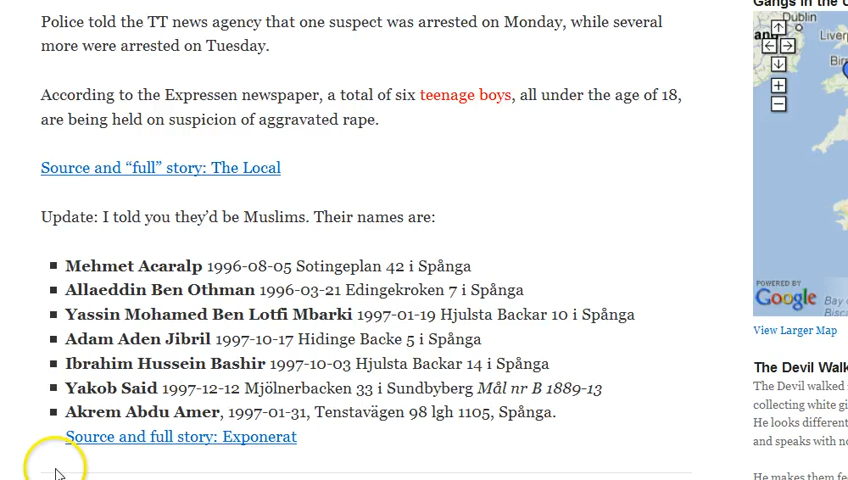 Gangs in the U
Police told the TT news agency that one suspect was arrested on Monday, while several
more were arrested on Tuesday.
According to the Expressen newspaper, a total of six teenage boys, all under the age of 18,
are being held on suspicion of aggravated rape.
Source and “full” story: The Local
Update: I told you they’d be Muslims. Their names are:
Mehmet Acaralp 1996-08-05 Sotingeplan 42 i Spånga
Allaeddin Ben Othman 1996-03-21 Edingekroken 7 i Spånga
Yassin Mohamed Ben Lotfi Mbarki 1997-01-19 Hjulsta Backar 10 i Spånga
Adam Aden Jibril 1997-10-17 Hidinge Backe 5 i Spånga
Ibrahim Hussein Bashir 1997-10-03 Hjulsta Backar 14 i Spånga
Yakob Said 1997-12-12 Mjölnerbacken 33 i Sundbyberg Mål nr B 1889-13
Akrem Abdu Amer, 1997-01-31, Tenstavägen 98 lgh 1105, Spånga.
Source and full story: Exponerat
Dublin
Liver
POWERED BY
Google
Bay o
Bisc
View Larger Map
The Devil Walk
The Devil walked
collecting white gi
He looks different
and speaks with no
He makes them fee